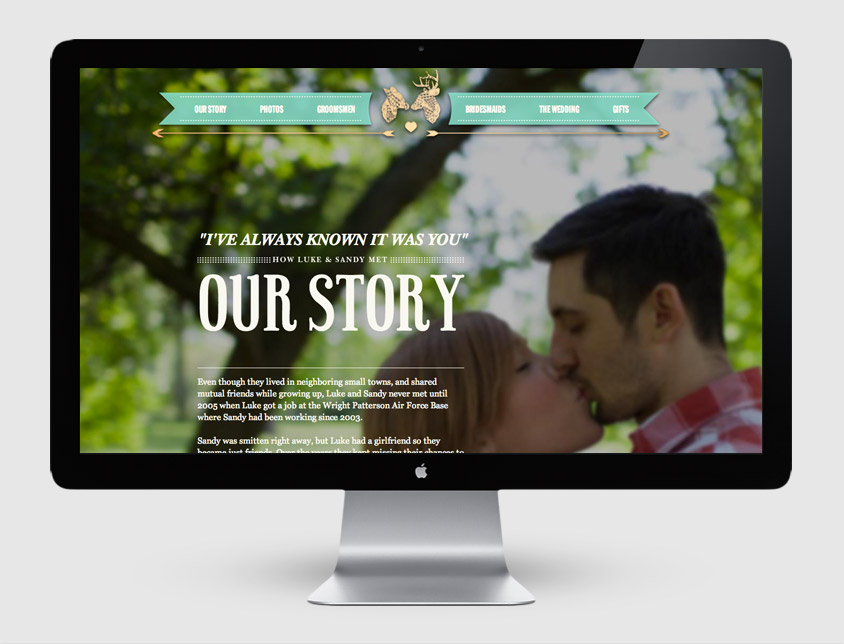 OUR STORY PHOTOS GROOMSMEN BRIDESMAIDS THE WEDDING GIFTS
"I'VE ALWAYS KNOWN IT WAS YOU"
HOW LUKE & SANDY MET
OUR STORY
Even though they lived in neighboring small towns, and shared
mutual friends while growing up, Luke and Sandy never met until
2005 when Luke got a job at the Wright Patterson Air Force Base
where Sandy had been working since 2003.
Sandy was smitten right away, but Luke had a girlfriend so they
became just friends. Over the years they kept missing their chances to